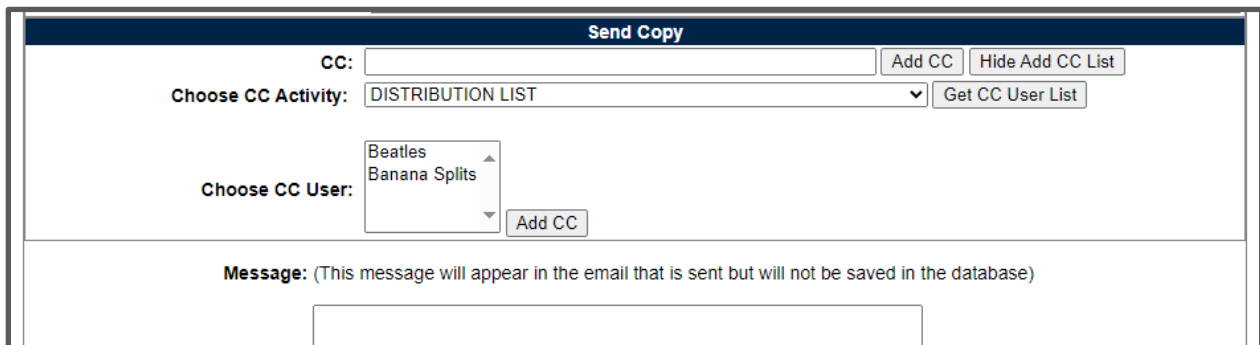 Send Copy
CC: Add CC Hide Add CC List
Choose CC Activity: DISTRIBUTION LIST Get CC User List
Beatles
Banana Splits
Choose CC User:
Add CC
Message: (This message will appear in the email that is sent but will not be saved in the database)